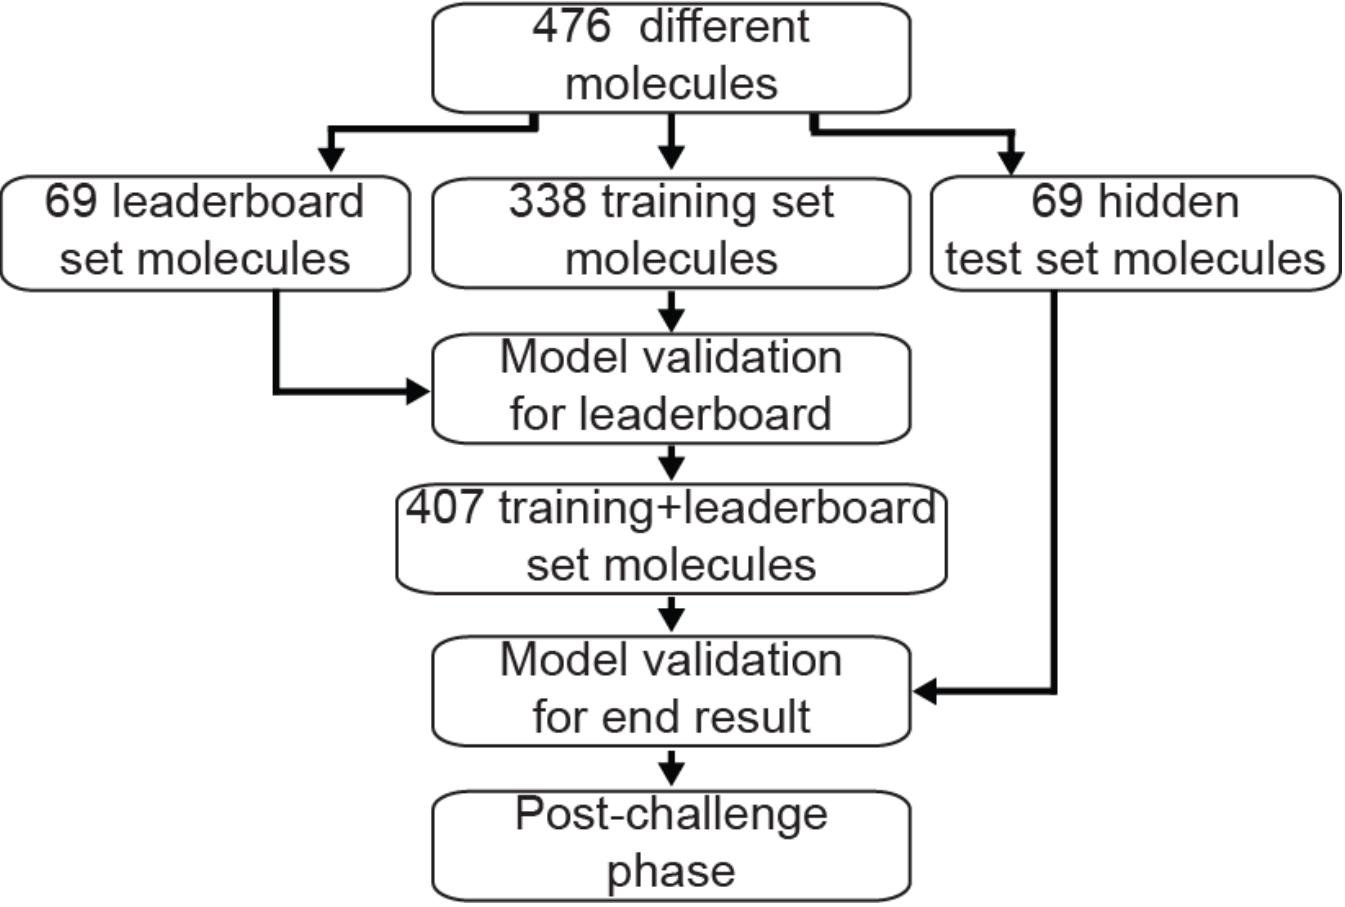 476 different
molecules
69 leaderboard
set molecules
338 training set
molecules
69 hidden
test set molecules
Model validation
for leaderboard
407 training+leaderboard
set molecules
Model validation
for end result
Post-challenge
phase